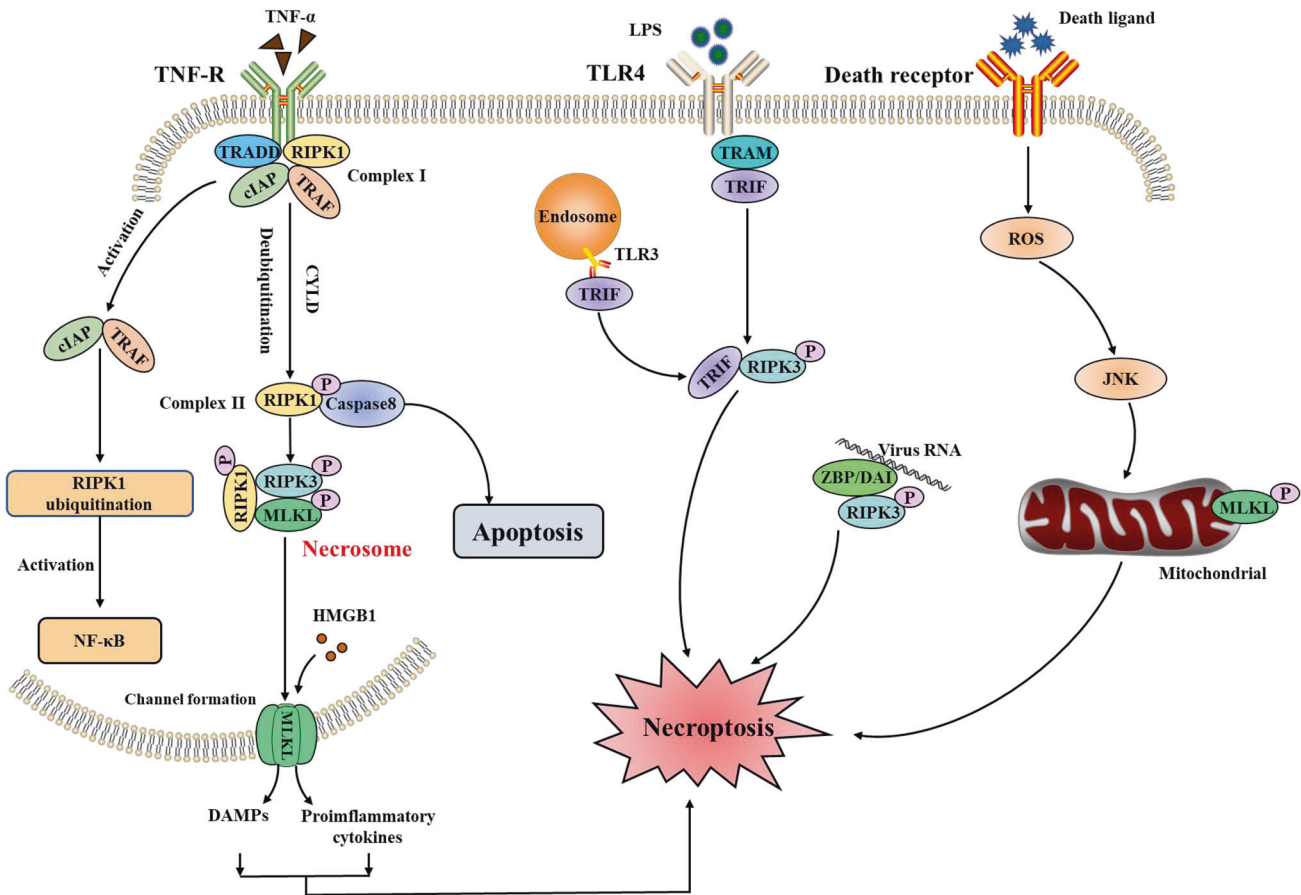 TNF-α
LPS
Death ligand
TNF-R
TLR4
Death receptor
TRADD
RIPK1
cIAP
TRAF
Complex I
TRAM
TRIF
Activation
Deubiquitination
CYLD
Endosome
TLR3
TRIF
ROS
cIAP
TRAF
TRIF
RIPK3
P
JNK
Complex II
RIPK1
P
Caspase8
P
RIPK1
RIPK3
P
MLKL
P
Necrosome
Apoptosis
Virus RNA
ZBP/DAI
RIPK3
P
MLKL
P
Mitochondrial
RIPK1
ubiquitination
Activation
NF-κB
HMGB1
Channel formation
MLKL
Necroptosis
DAMPs
Proimflammatory
cytokines